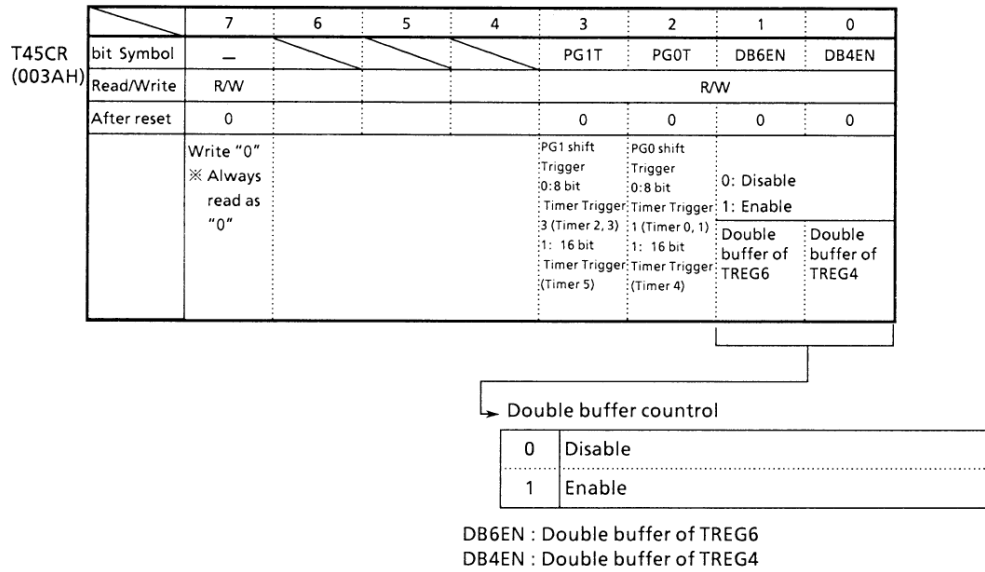 7 6 5 4 3 2 1 0
T45CR
(003AH)
bit Symbol — PG1T PG0T DB6EN DB4EN
Read/Write R/W R/W
After reset 0 0 0 0 0
Write "0"
※ Always
read as
"0"
PG1 shift
Trigger
0:8 bit
Timer Trigger
3 (Timer 2, 3)
1: 16 bit
Timer Trigger
(Timer 5)
PG0 shift
Trigger
0:8 bit
Timer Trigger
1 (Timer 0, 1)
1: 16 bit
Timer Trigger
(Timer 4)
0: Disable
1: Enable
Double
buffer of
TREG6
Double
buffer of
TREG4
Double buffer countrol
0 Disable
1 Enable
DB6EN : Double buffer of TREG6
DB4EN : Double buffer of TREG4